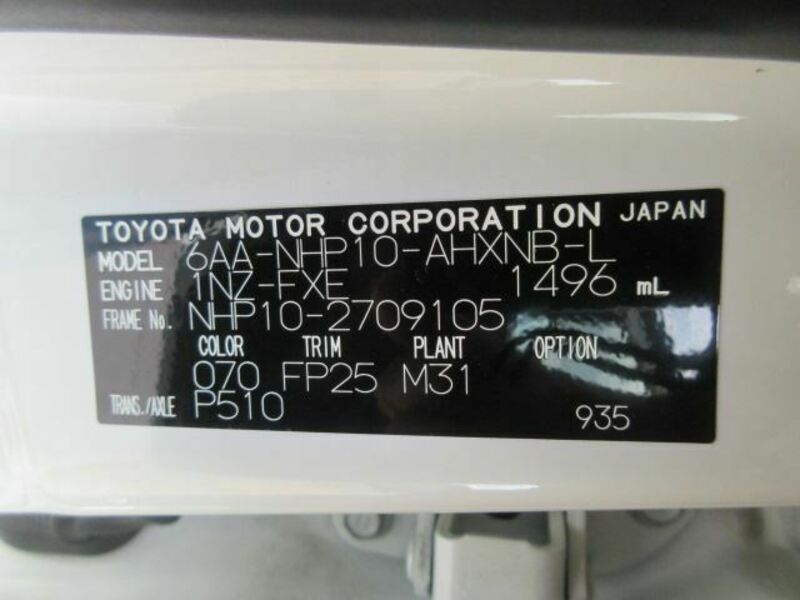 TOYOTA MOTOR CORPORATION JAPAN
MODEL 6AA-NHP10-AHXNB-L
ENGINE 1NZ-FXE 1496 mL
FRAME No. NHP10-2709105
COLOR TRIM PLANT OPTION
070 FP25 M31
TRANS./AXLE P510 935